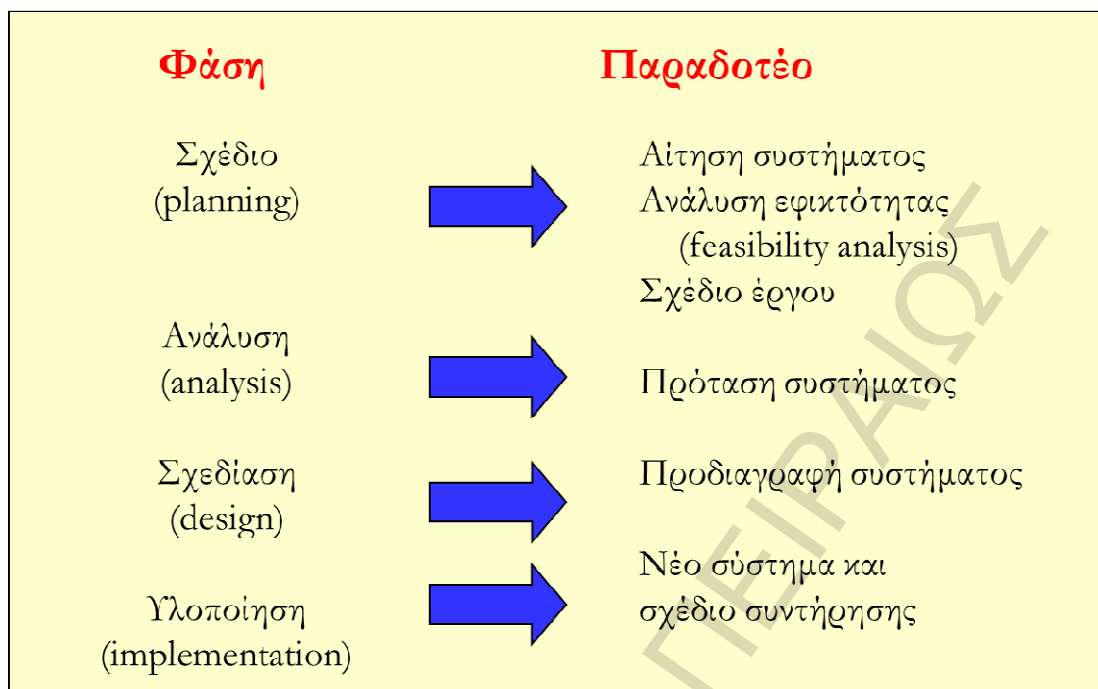 Φάση Παραδοτέο
Σχέδιο
(planning)
Αίτηση συστήματος
Ανάλυση εφικτότητας
(feasibility analysis)
Σχέδιο έργου
Ανάλυση
(analysis)
Πρόταση συστήματος
Σχεδίαση
(design)
Προδιαγραφή συστήματος
Υλοποίηση
(implementation)
Νέο σύστημα και
σχέδιο συντήρησης
ΠΕΙΡΑΙΩΣ